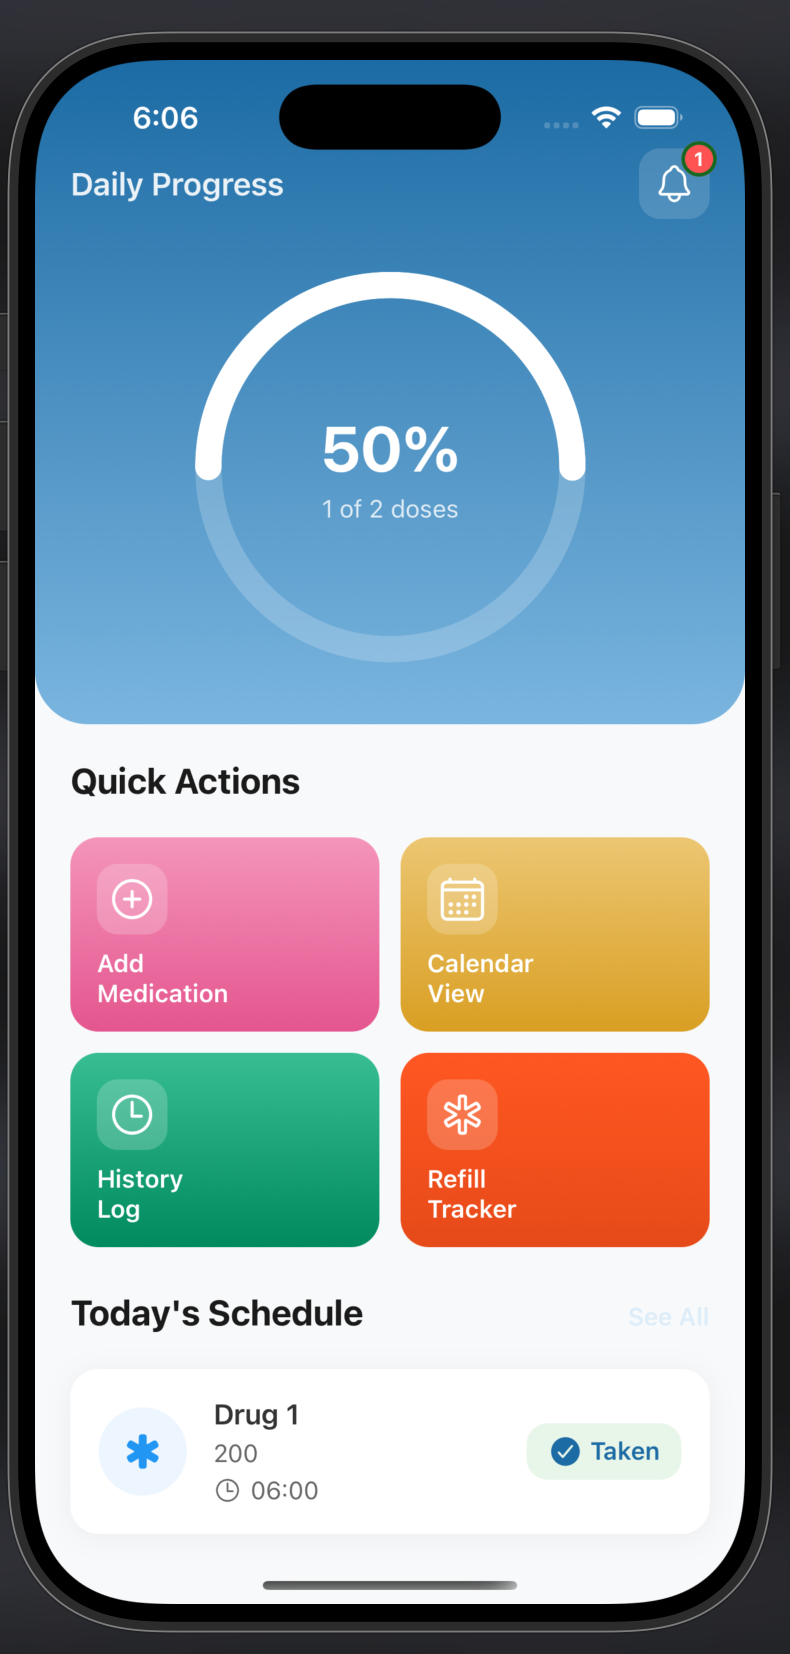 6:06
Daily Progress
1
50%
1 of 2 doses
Quick Actions
Add
Medication
Calendar
View
History
Log
Refill
Tracker
Today's Schedule
See All
Drug 1
200
06:00
Taken